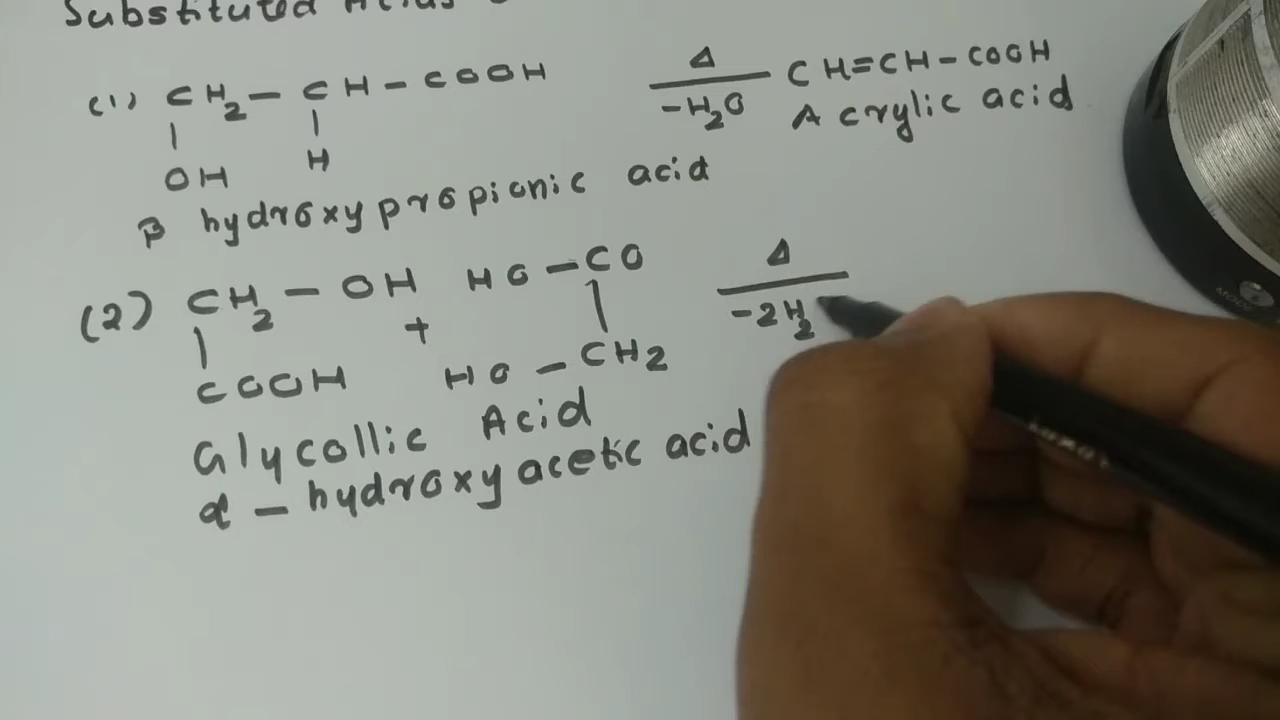 Substituted Acids
(1) CH2 - CH - COOH Δ CH=CH - COOH
| | -H2O Acrylic acid
OH H
β hydroxy propionic acid
(2) CH2 - OH HO - CO Δ
| + | -2H2
COOH HO - CH2
Glycollic Acid
α - hydroxy acetic acid